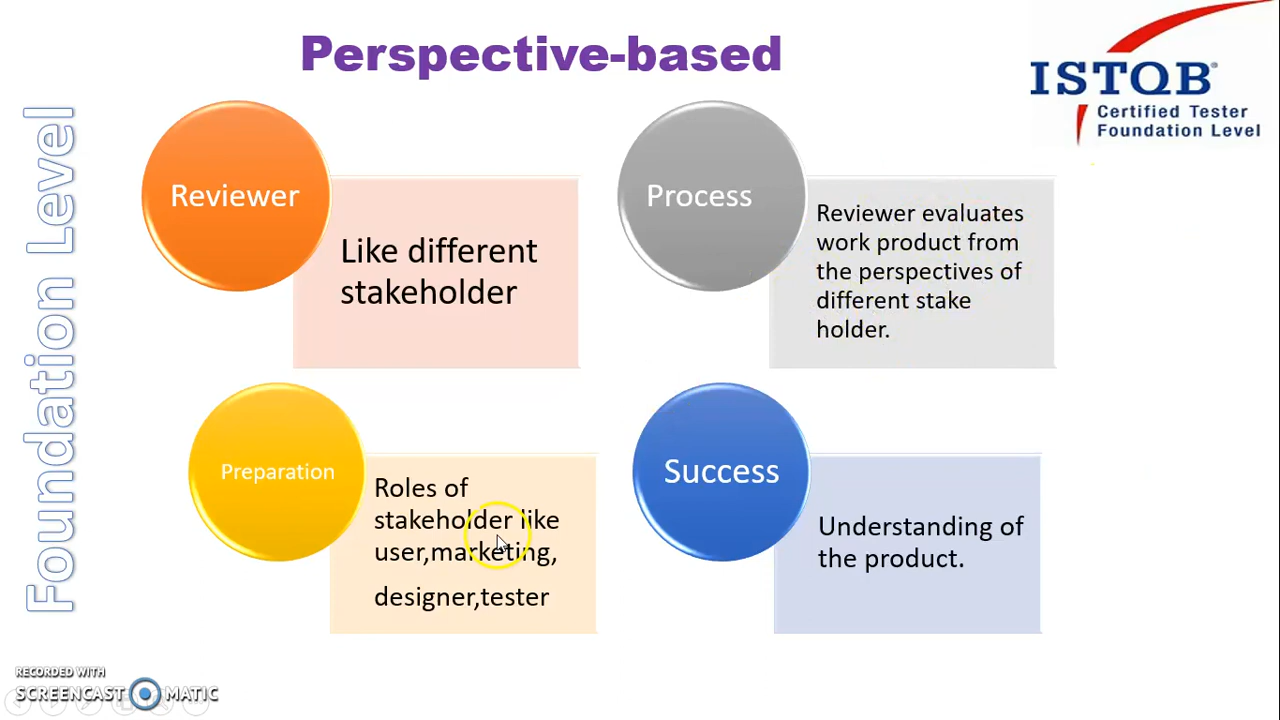 Perspective-based
ISTQB®
Certified Tester
Foundation Level
Foundation Level
Reviewer
Like different
stakeholder
Process
Reviewer evaluates
work product from
the perspectives of
different stake
holder.
Preparation
Roles of
stakeholder like
user,marketing,
designer,tester
Success
Understanding of
the product.
RECORDED WITH
SCREENCAST MATIC